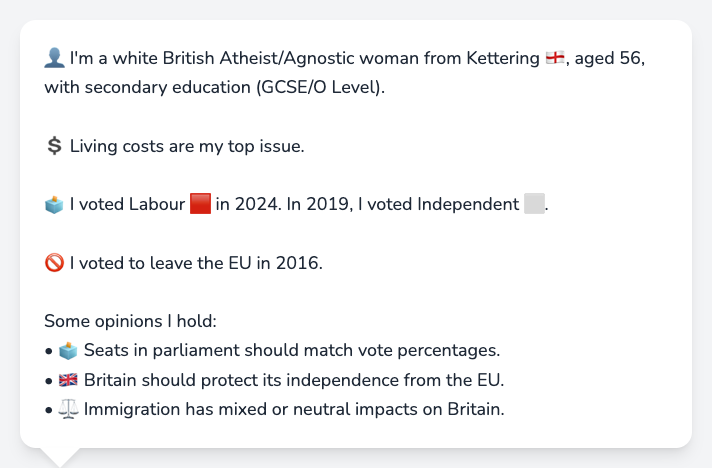 👤 I'm a white British Atheist/Agnostic woman from Kettering 🏴󠁧󠁢󠁥󠁮󠁧󠁿, aged 56,
with secondary education (GCSE/O Level).
💲 Living costs are my top issue.
🗳️ I voted Labour 🟥 in 2024. In 2019, I voted Independent ⬜.
🚫 I voted to leave the EU in 2016.
Some opinions I hold:
• 🗳️ Seats in parliament should match vote percentages.
• 🇬🇧 Britain should protect its independence from the EU.
• ⚖️ Immigration has mixed or neutral impacts on Britain.